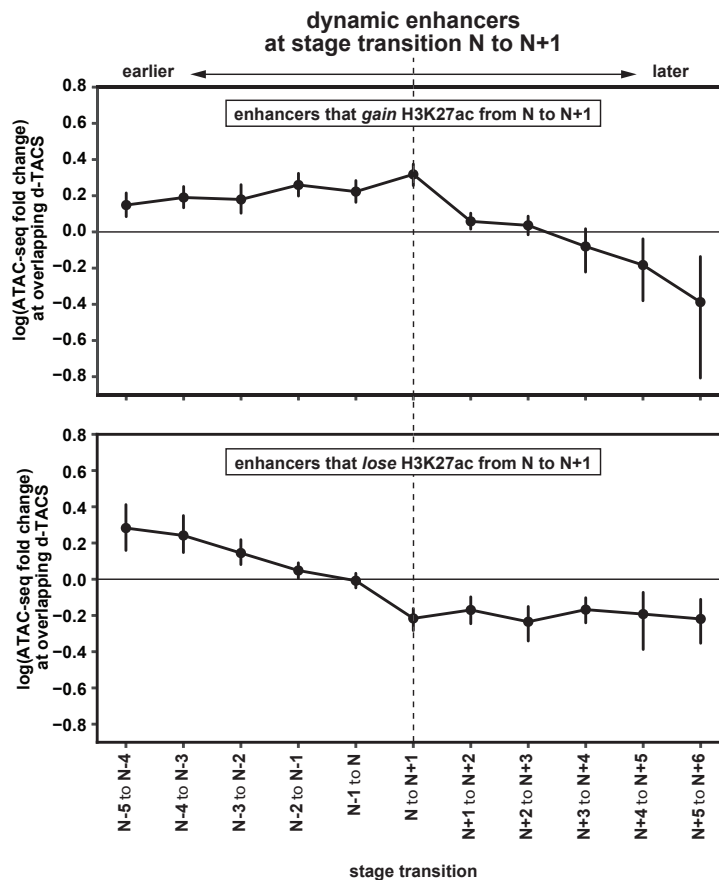 dynamic enhancers
at stage transition N to N+1
earlier
later
enhancers that gain H3K27ac from N to N+1
log(ATAC-seq fold change)
at overlapping d-TACS
0.8
0.6
0.4
0.2
0.0
−0.2
−0.4
−0.6
−0.8
enhancers that lose H3K27ac from N to N+1
log(ATAC-seq fold change)
at overlapping d-TACS
0.8
0.6
0.4
0.2
0.0
−0.2
−0.4
−0.6
−0.8
N-5 to N-4
N-4 to N-3
N-3 to N-2
N-2 to N-1
N-1 to N
N to N+1
N+1 to N+2
N+2 to N+3
N+3 to N+4
N+4 to N+5
N+5 to N+6
stage transition